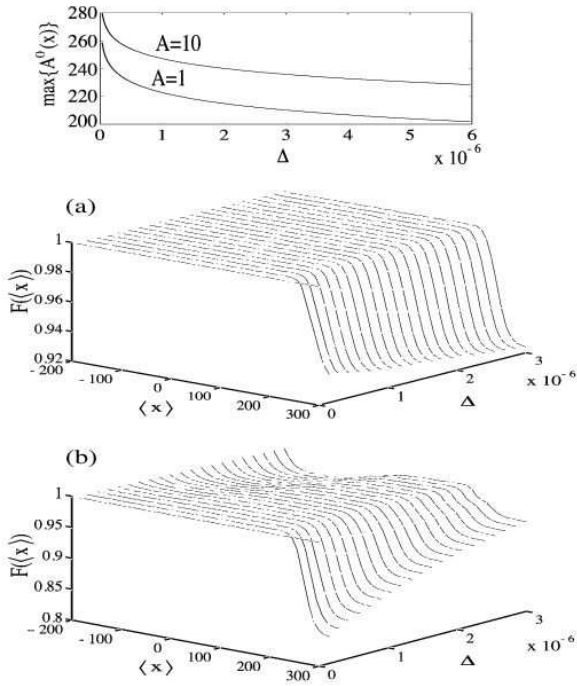 max{A⁰(x)}
280
260
240
220
200
A=10
A=1
0 1 2 3 4 5 6
Δ
x 10⁻⁶
(a)
F(⟨x⟩)
1
0.98
0.96
0.94
0.92
- 200
- 100
0
100
200
300
⟨ x ⟩
0
1
2
3
Δ
x 10⁻⁶
(b)
F(⟨x⟩)
1
0.95
0.9
0.85
0.8
- 200
- 100
0
100
200
300
⟨ x ⟩
0
1
2
3
Δ
x 10⁻⁶